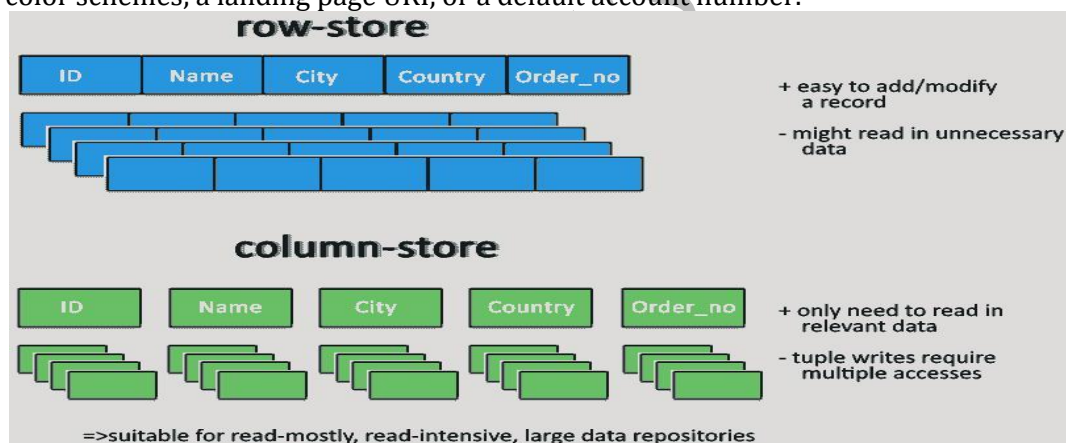 color schemes, a landing page URI, or a default account number.
row-store
ID Name City Country Order_no
+ easy to add/modify
a record
- might read in unnecessary
data
column-store
ID Name City Country Order_no
+ only need to read in
relevant data
- tuple writes require
multiple accesses
=>suitable for read-mostly, read-intensive, large data repositories